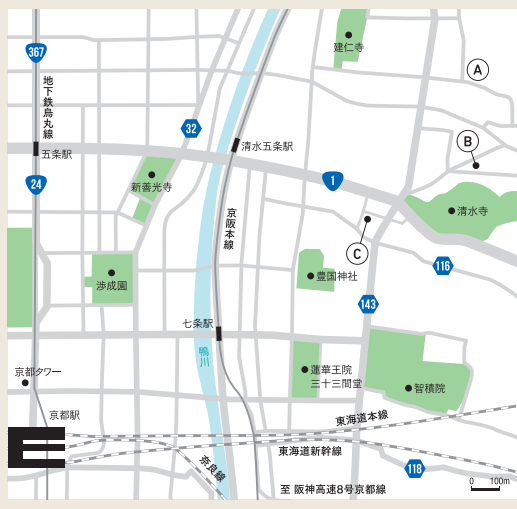 367
建仁寺
A
地下鉄烏丸線
32
清水五条駅
B
五条駅
24
新善光寺
1
清水寺
京阪本線
C
116
渉成園
豊国神社
143
七条駅
鴨川
京都タワー
蓮華王院
三十三間堂
智積院
京都駅
東海道本線
東海道新幹線
奈良線
118
至 阪神高速8号京都線
0 100m